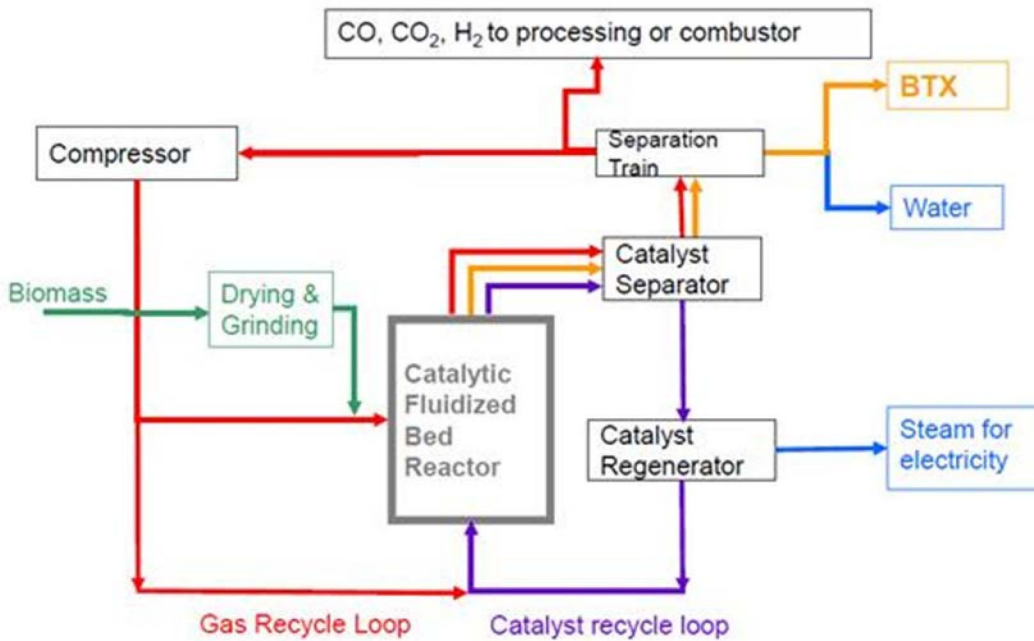 CO, CO₂, H₂ to processing or combustor
BTX
Compressor
Separation
Train
Water
Catalyst
Separator
Biomass
Drying &
Grinding
Catalytic
Fluidized
Bed
Reactor
Catalyst
Regenerator
Steam for
electricity
Gas Recycle Loop
Catalyst recycle loop